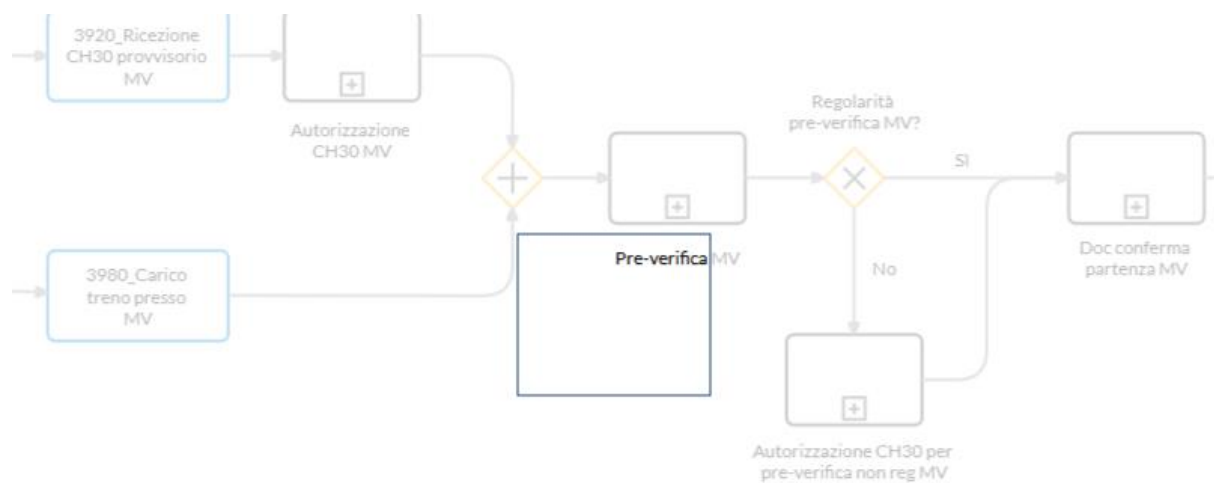 3920_Ricezione
CH30 provvisorio
MV
Autorizzazione
CH30 MV
Regolarità
pre-verifica MV?
SI
Pre-verifica MV
No
Doc conferma
partenza MV
3980_Carico
treno presso
MV
Autorizzazione CH30 per
pre-verifica non reg MV